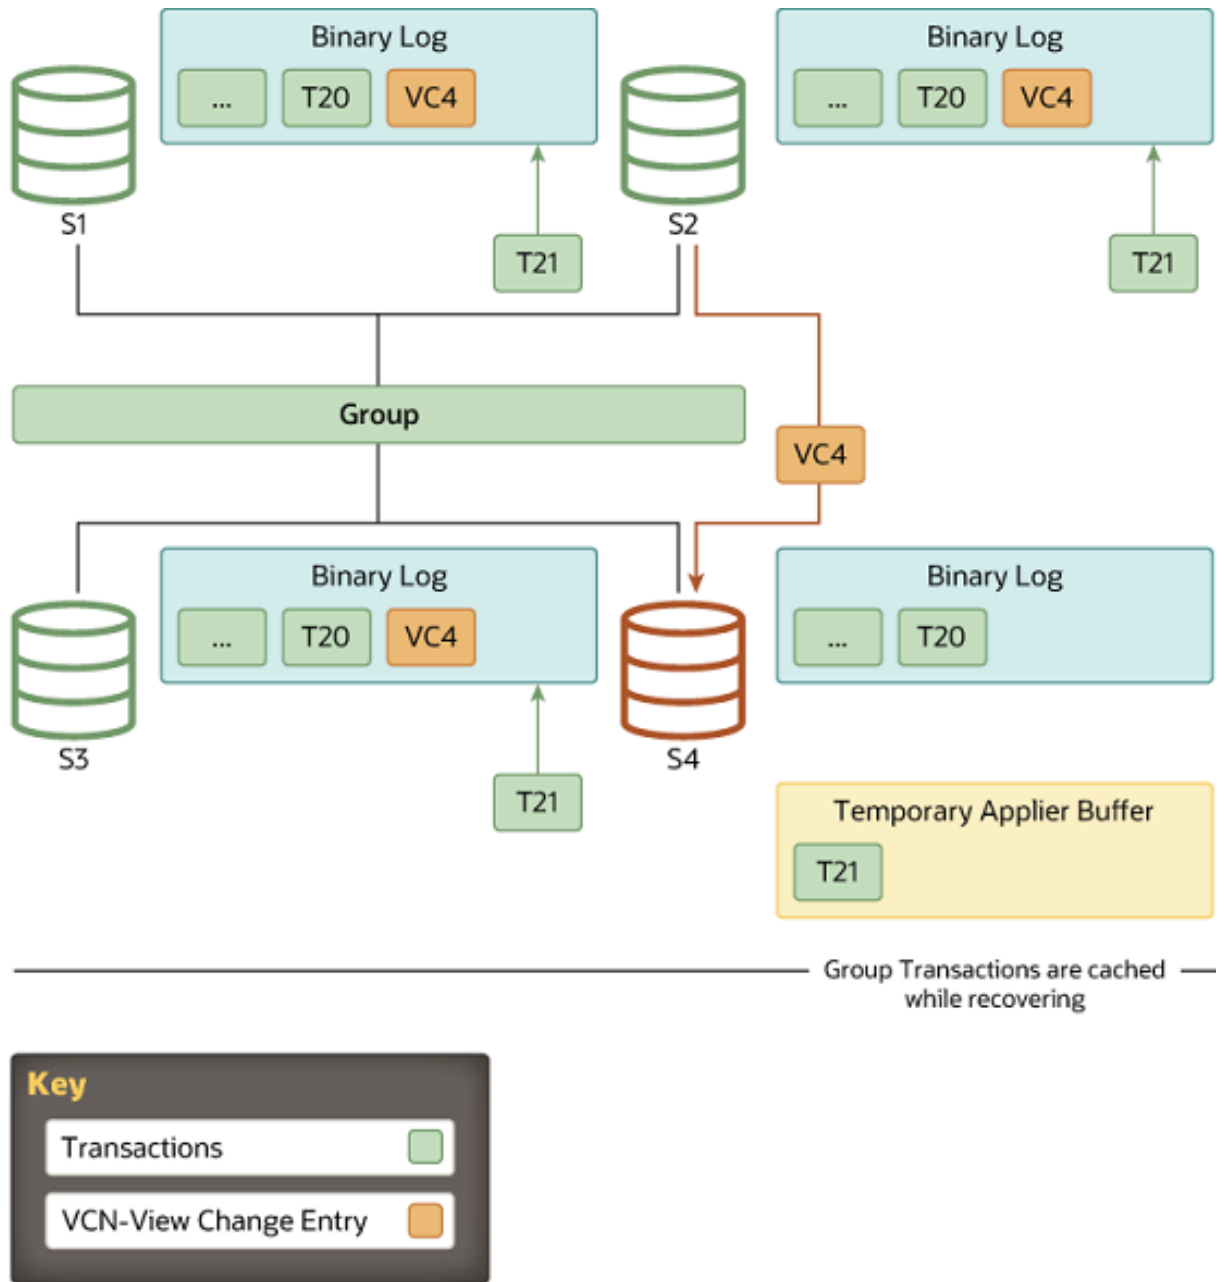 Binary Log
... T20 VC4
S1
T21
Binary Log
... T20 VC4
S2
T21
Group
VC4
Binary Log
... T20 VC4
S3
T21
Binary Log
... T20
S4
Temporary Applier Buffer
T21
Group Transactions are cached
while recovering
Key
Transactions
VCN-View Change Entry